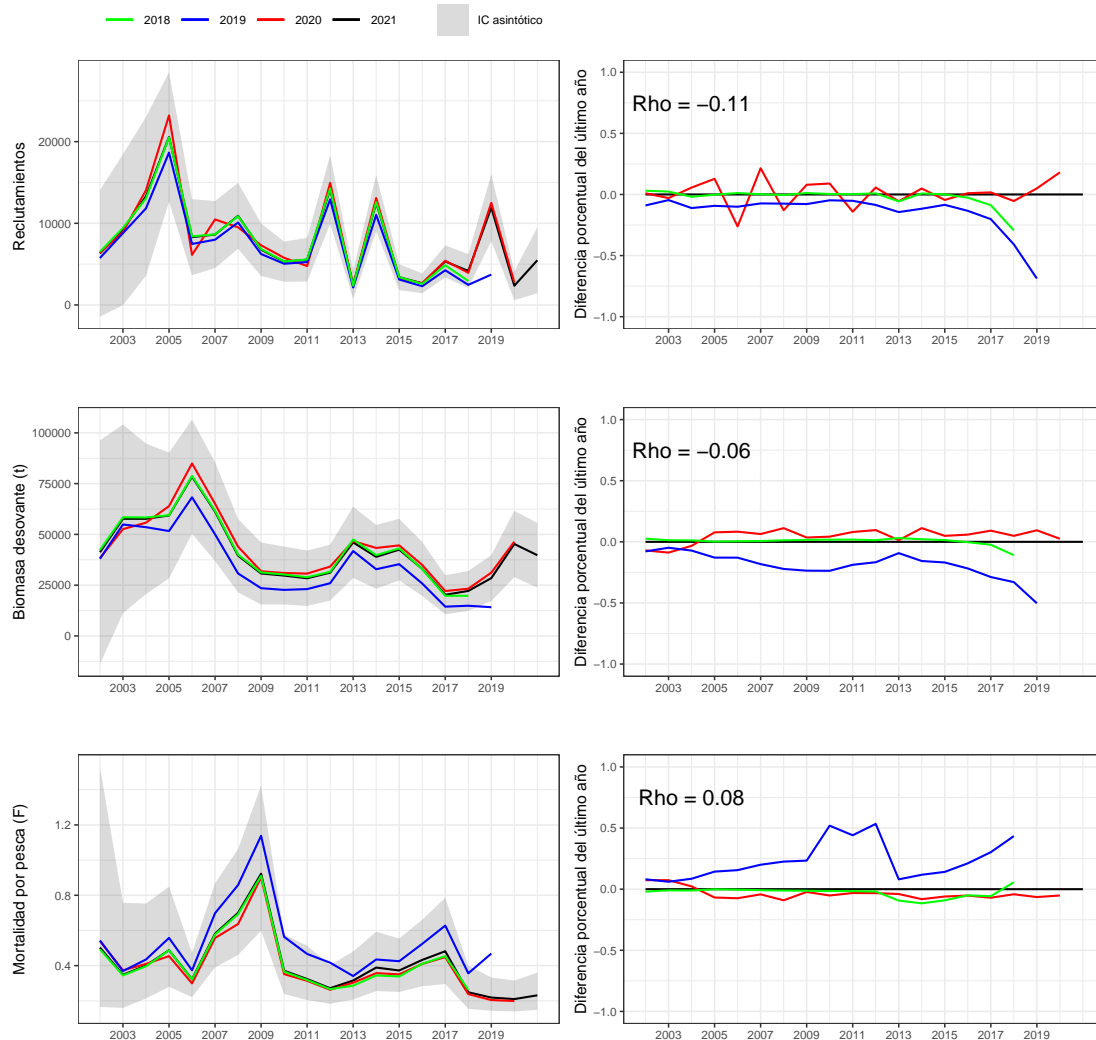 2018 2019 2020 2021 IC asintótico
Reclutamientos
20000
10000
0
2003 2005 2007 2009 2011 2013 2015 2017 2019
Diferencia porcentual del último año
1.0
0.5
0.0
−0.5
−1.0
Rho = −0.11
2003 2005 2007 2009 2011 2013 2015 2017 2019
Biomasa desovante (t)
100000
75000
50000
25000
0
2003 2005 2007 2009 2011 2013 2015 2017 2019
Diferencia porcentual del último año
1.0
0.5
0.0
−0.5
−1.0
Rho = −0.06
2003 2005 2007 2009 2011 2013 2015 2017 2019
Mortalidad por pesca (F)
1.2
0.8
0.4
2003 2005 2007 2009 2011 2013 2015 2017 2019
Diferencia porcentual del último año
1.0
0.5
0.0
−0.5
−1.0
Rho = 0.08
2003 2005 2007 2009 2011 2013 2015 2017 2019